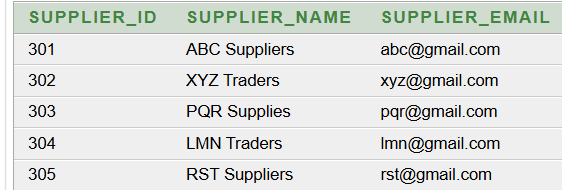 SUPPLIER_ID SUPPLIER_NAME SUPPLIER_EMAIL
301 ABC Suppliers abc@gmail.com
302 XYZ Traders xyz@gmail.com
303 PQR Supplies pqr@gmail.com
304 LMN Traders lmn@gmail.com
305 RST Suppliers rst@gmail.com